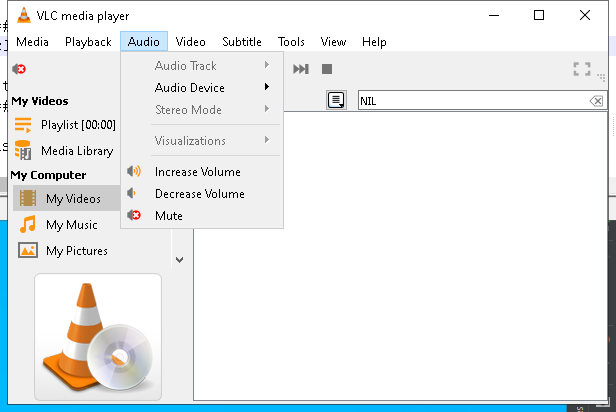 VLC media player
Media Playback Audio Video Subtitle Tools View Help
Audio Track
Audio Device
Stereo Mode
Visualizations
Increase Volume
Decrease Volume
Mute
NIL
My Videos
Playlist [00:00]
Media Library
My Computer
My Videos
My Music
My Pictures